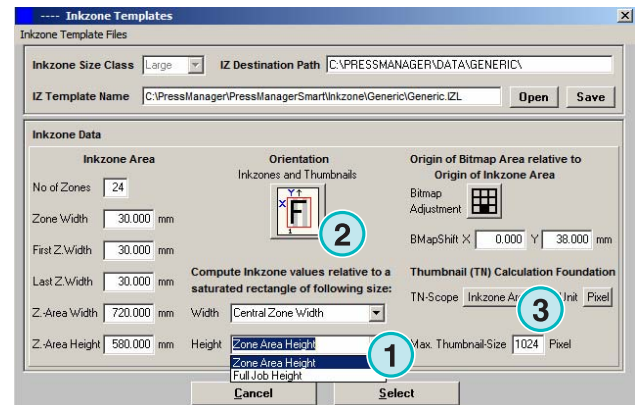 ---- Inkzone Templates
Inkzone Template Files
Inkzone Size Class Large IZ Destination Path C:\PRESSMANAGER\DATA\GENERIC\
IZ Template Name C:\PressManager\PressManagerSmart\Inkzone\Generic\Generic.IZL Open Save
Inkzone Data
Inkzone Area
No of Zones 24
Zone Width 30.000 mm
First Z.Width 30.000 mm
Last Z.Width 30.000 mm
Z.-Area Width 720.000 mm
Z.-Area Height 580.000 mm
Orientation
Inkzones and Thumbnails
Y
X F
1
2
Compute Inkzone values relative to a
saturated rectangle of following size:
Width Central Zone Width
Height Zone Area Height
Zone Area Height
Full Job Height
1
Origin of Bitmap Area relative to
Origin of Inkzone Area
Bitmap
Adjustment
BMapShift X 0.000 Y 38.000 mm
Thumbnail (TN) Calculation Foundation
TN-Scope Inkzone Pixel
3
Max. Thumbnail-Size 1024 Pixel
Cancel Select